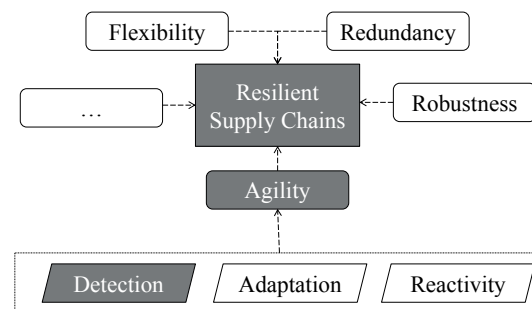 Flexibility
Redundancy
Resilient
Supply Chains
…
Robustness
Agility
Detection
Adaptation
Reactivity